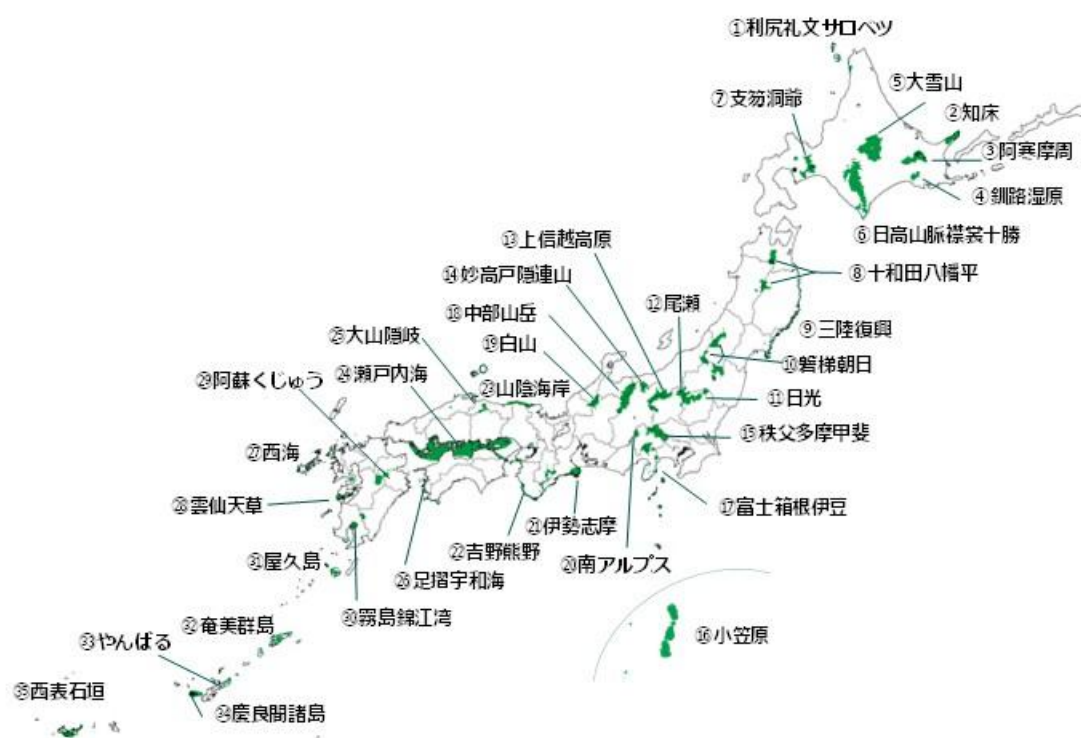 ①利尻礼文サロベツ
⑤大雪山
⑦支笏洞爺
②知床
③阿寒摩周
④釧路湿原
⑥日高山脈襟裳十勝
⑬上信越高原
⑭妙高戸隠連山
⑧十和田八幡平
⑫尾瀬
⑱中部山岳
⑨三陸復興
㉕大山隠岐
⑲白山
⑩磐梯朝日
㉔瀬戸内海
㉙阿蘇くじゅう
㉓山陰海岸
⑪日光
⑮秩父多摩甲斐
㉗西海
㉘雲仙天草
⑰富士箱根伊豆
㉑伊勢志摩
㉒吉野熊野
㉛屋久島
⑳南アルプス
㉖足摺宇和海
㉚霧島錦江湾
㉜奄美群島
⑯小笠原
㉝やんばる
㉟西表石垣
㉞慶良間諸島